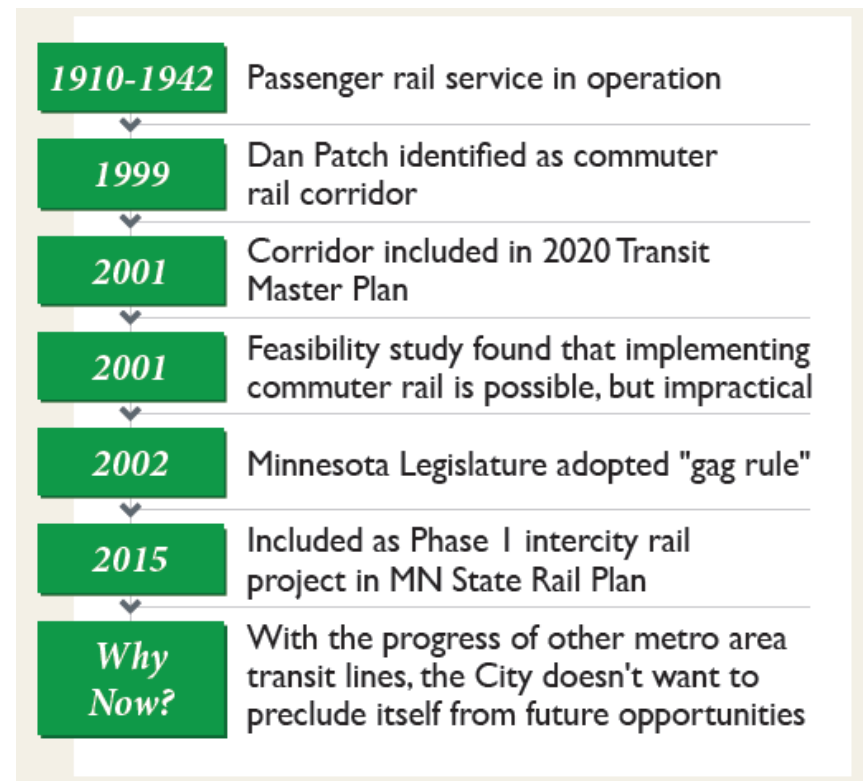 1910-1942
Passenger rail service in operation
1999
Dan Patch identified as commuter
rail corridor
2001
Corridor included in 2020 Transit
Master Plan
2001
Feasibility study found that implementing
commuter rail is possible, but impractical
2002
Minnesota Legislature adopted "gag rule"
2015
Included as Phase 1 intercity rail
project in MN State Rail Plan
Why
Now?
With the progress of other metro area
transit lines, the City doesn't want to
preclude itself from future opportunities